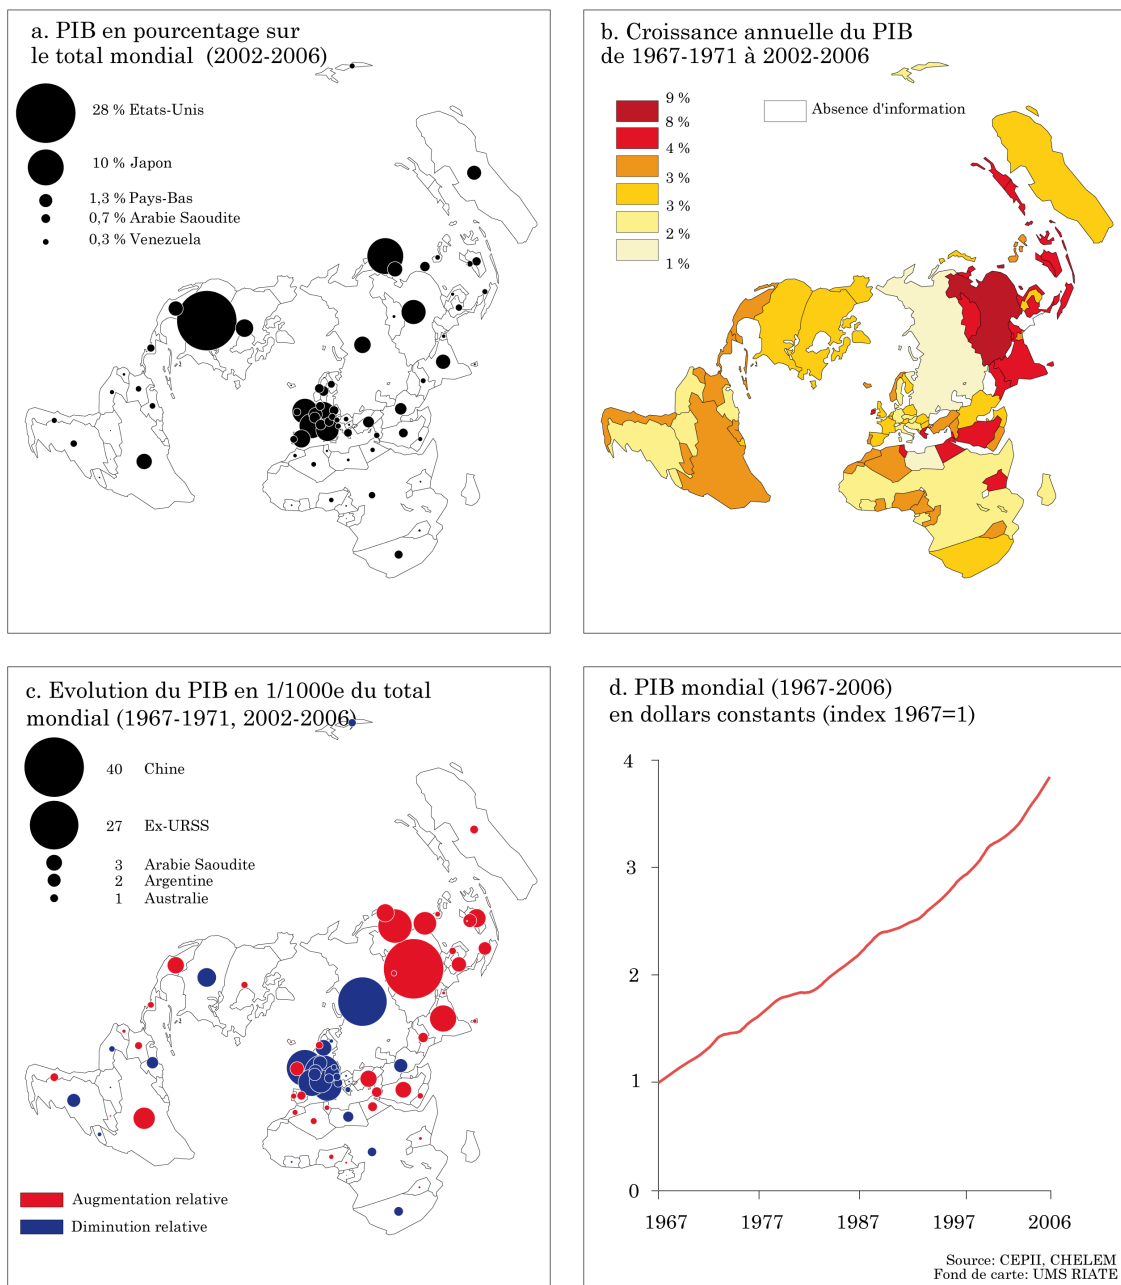 a. PIB en pourcentage sur
le total mondial (2002-2006)
28 % Etats-Unis
10 % Japon
1,3 % Pays-Bas
0,7 % Arabie Saoudite
0,3 % Venezuela
b. Croissance annuelle du PIB
de 1967-1971 à 2002-2006
9 %
8 %
4 %
3 %
3 %
2 %
1 %
Absence d'information
c. Evolution du PIB en 1/1000e du total
mondial (1967-1971, 2002-2006)
40 Chine
27 Ex-URSS
3 Arabie Saoudite
2 Argentine
1 Australie
Augmentation relative
Diminution relative
d. PIB mondial (1967-2006)
en dollars constants (index 1967=1)
4
3
2
1
0
1967 1977 1987 1997 2006
Source: CEPII, CHELEM
Fond de carte: UMS RIATE